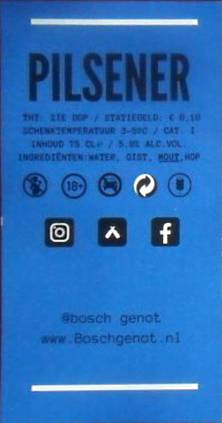 PILSENER
THT: ZIE DOP / STATIEGELD: € 0,10
SCHENKTEMPERATUUR 3-5°C / CAT. I
INHOUD 75 CL℮ / 5.0% ALC.VOL.
INGREDIËNTEN:WATER, GIST, MOUT,HOP
18+
@bosch genot
www.Boschgenot.nl